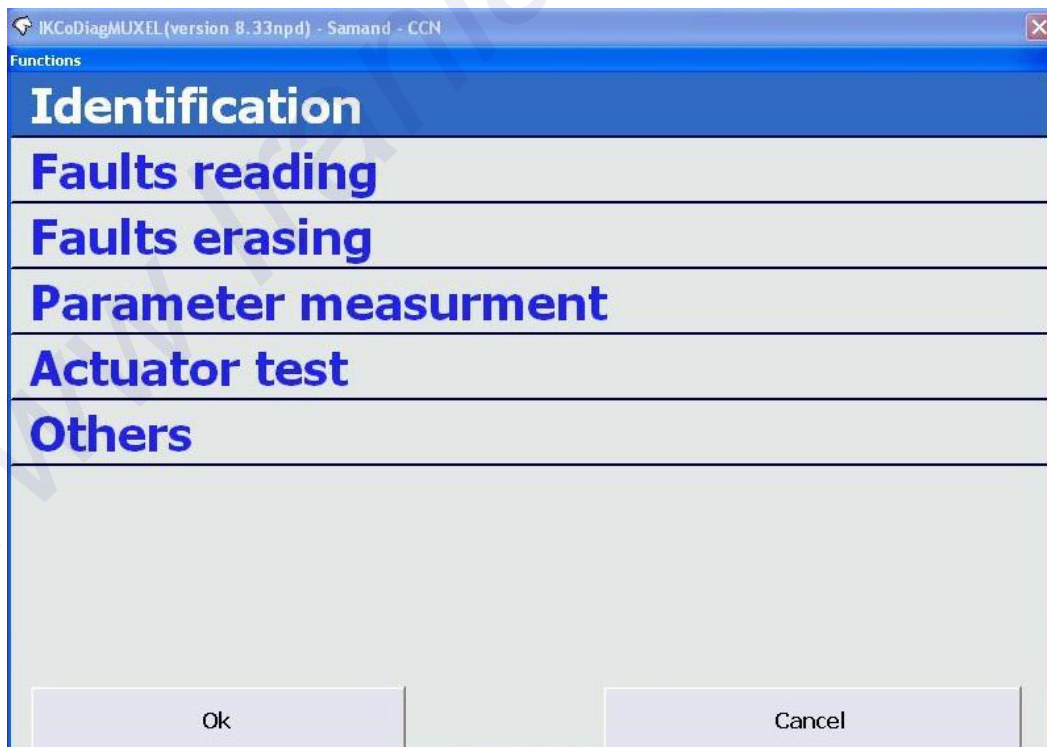 IKCoDiagMUXEL(version 8.33npd) - Samand - CCN
Functions
Identification
Faults reading
Faults erasing
Parameter measurment
Actuator test
Others
Ok
Cancel